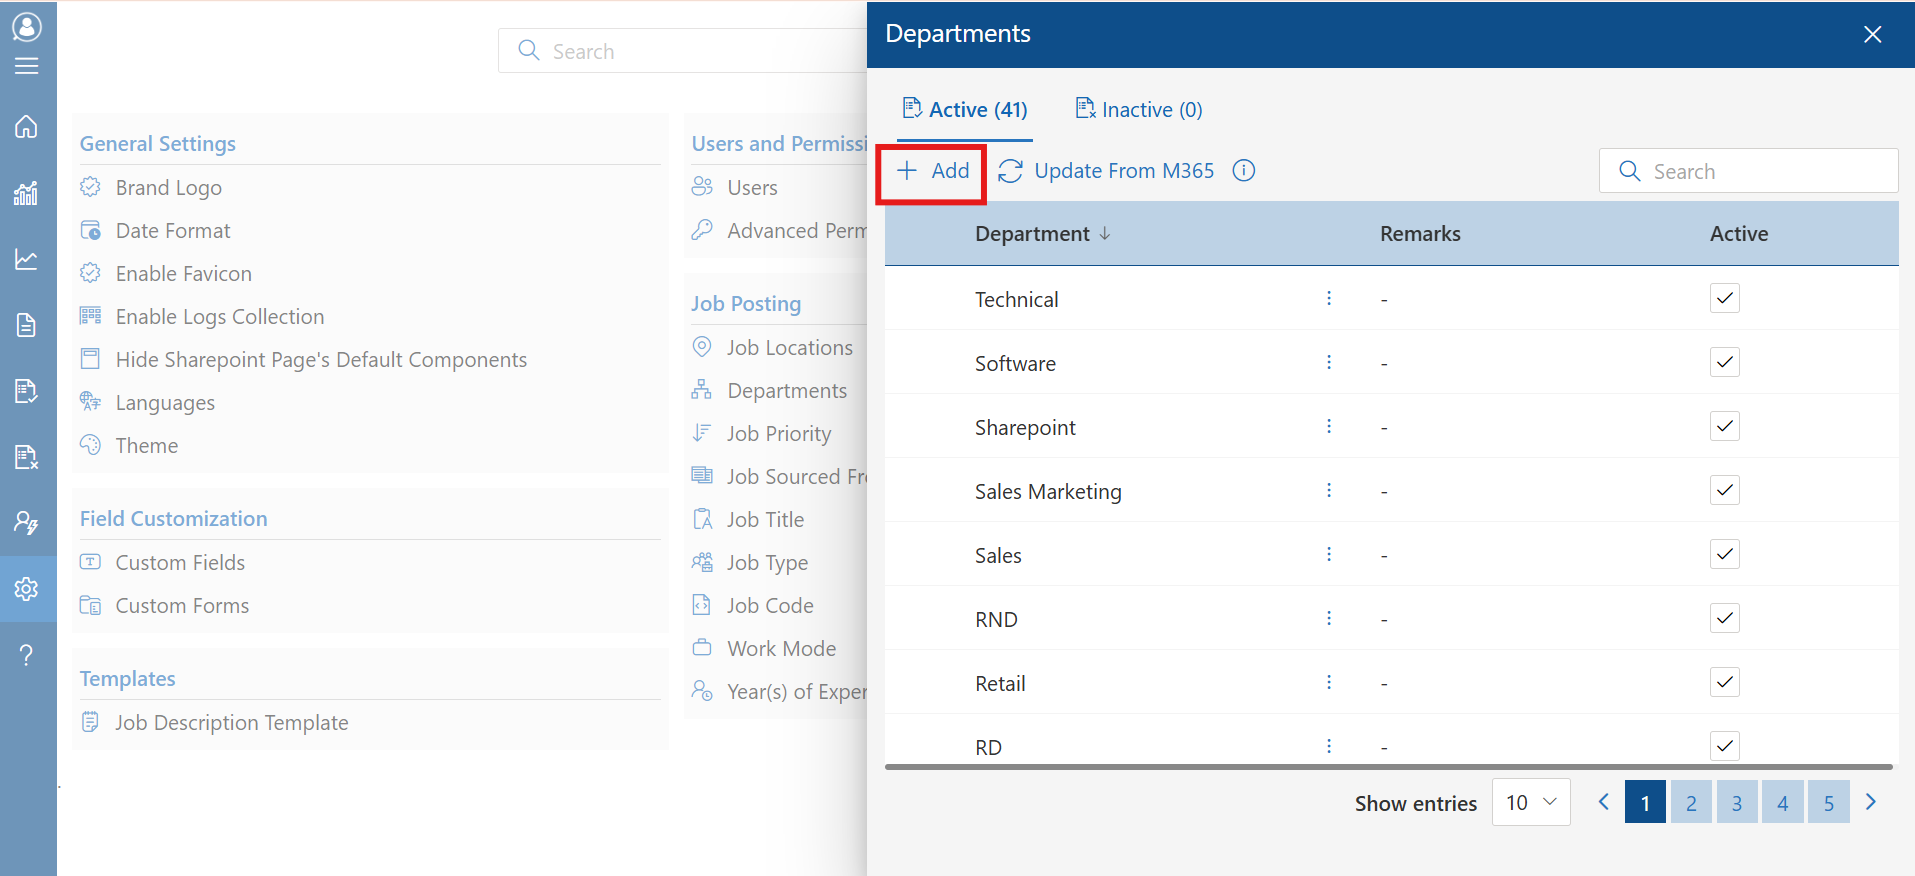 Search
General Settings
Brand Logo
Date Format
Enable Favicon
Enable Logs Collection
Hide Sharepoint Page's Default Components
Languages
Theme
Field Customization
Custom Fields
Custom Forms
Templates
Job Description Template
Users and Permissi
Users
Advanced Perm
Job Posting
Job Locations
Departments
Job Priority
Job Sourced Fr
Job Title
Job Type
Job Code
Work Mode
Year(s) of Exper
Departments
Active (41) Inactive (0)
Add Update From M365 Search
Department Remarks Active
Technical -
Software -
Sharepoint -
Sales Marketing -
Sales -
RND -
Retail -
RD -
Show entries 10 1 2 3 4 5